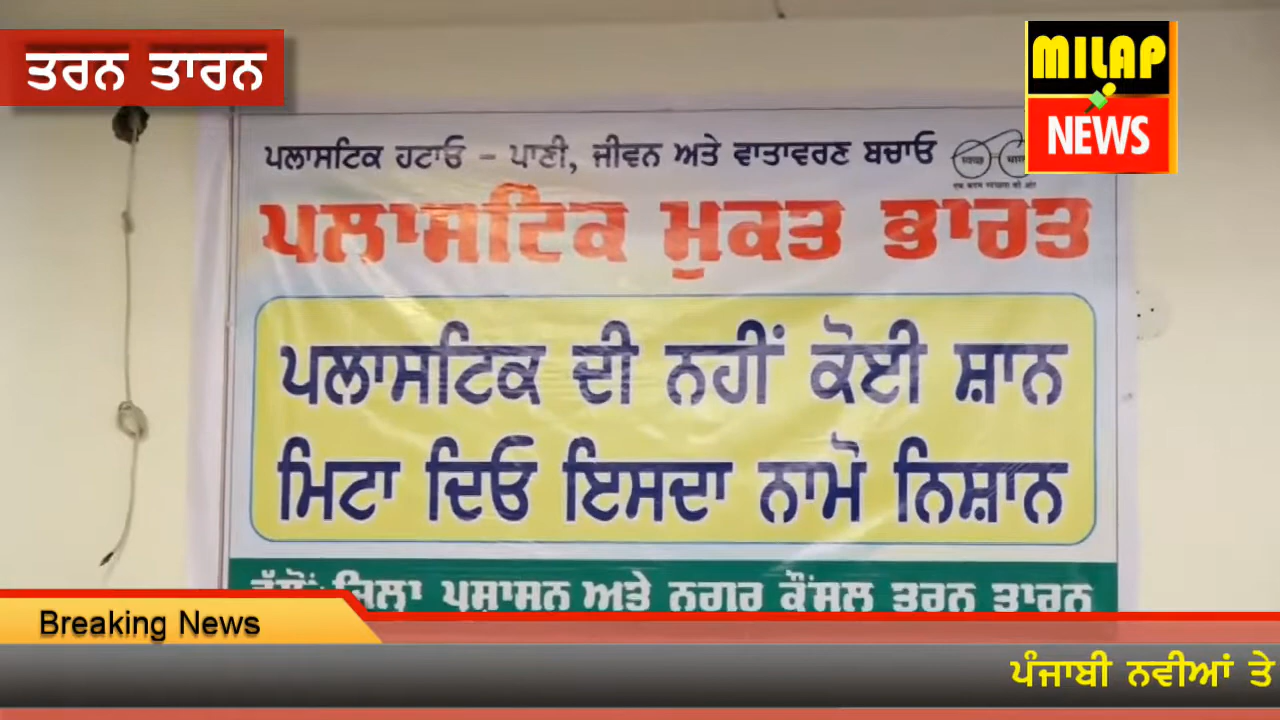 ਤਰਨ ਤਾਰਨ
MILAP
NEWS
ਪਲਾਸਟਿਕ ਹਟਾਓ - ਪਾਣੀ, ਜੀਵਨ ਅਤੇ ਵਾਤਾਵਰਣ ਬਚਾਓ
ਪਲਾਸਟਿਕ ਮੁਕਤ ਭਾਰਤ
ਪਲਾਸਟਿਕ ਦੀ ਨਹੀਂ ਕੋਈ ਸ਼ਾਨ
ਮਿਟਾ ਦਿਓ ਇਸਦਾ ਨਾਮੋ ਨਿਸ਼ਾਨ
ਵੱਲੋਂ: ਜ਼ਿਲ੍ਹਾ ਪ੍ਰਸ਼ਾਸਨ ਅਤੇ ਨਗਰ ਕੌਂਸਲ ਤਰਨ ਤਾਰਨ
Breaking News
ਪੰਜਾਬੀ ਨਵੀਆਂ ਤੇ